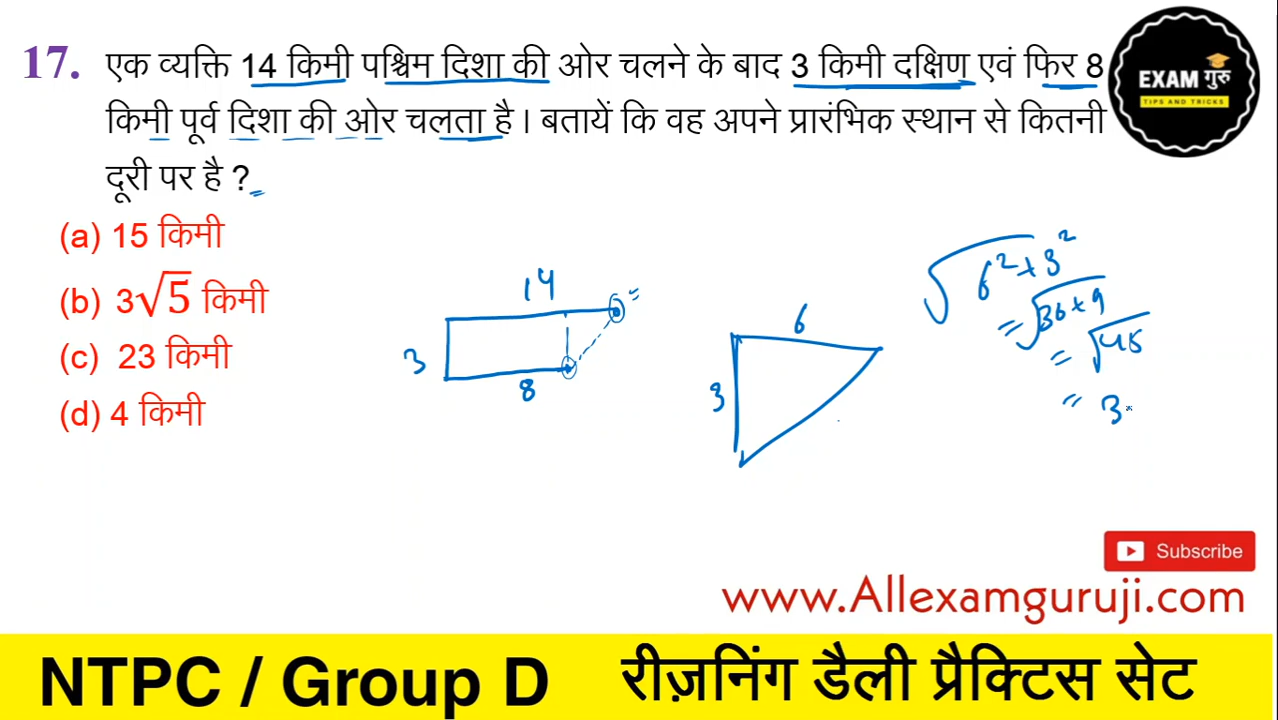 17. एक व्यक्ति 14 किमी पश्चिम दिशा की ओर चलने के बाद 3 किमी दक्षिण एवं फिर 8
किमी पूर्व दिशा की ओर चलता है। बतायें कि वह अपने प्रारंभिक स्थान से कितनी
दूरी पर है ?
EXAM गुरु
TIPS AND TRICKS
(a) 15 किमी
(b) 3√5 किमी
(c) 23 किमी
(d) 4 किमी
14
3
8
6
3
√6²+3²
= √36+9
= √45
= 3
Subscribe
www.Allexamguruji.com
NTPC / Group D रीज़निंग डैली प्रैक्टिस सेट